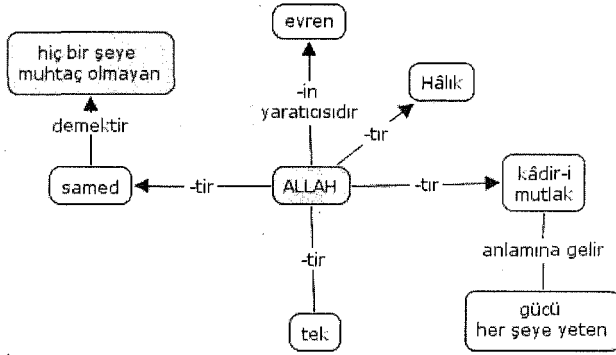 evren
hiç bir şeye
muhtaç olmayan
-in
yaratıcısıdır
Hâlık
demektir
-tır
samed
-tir
ALLAH
-tır
kâdir-i
mutlak
anlamına gelir
-tir
gücü
her şeye yeten
tek